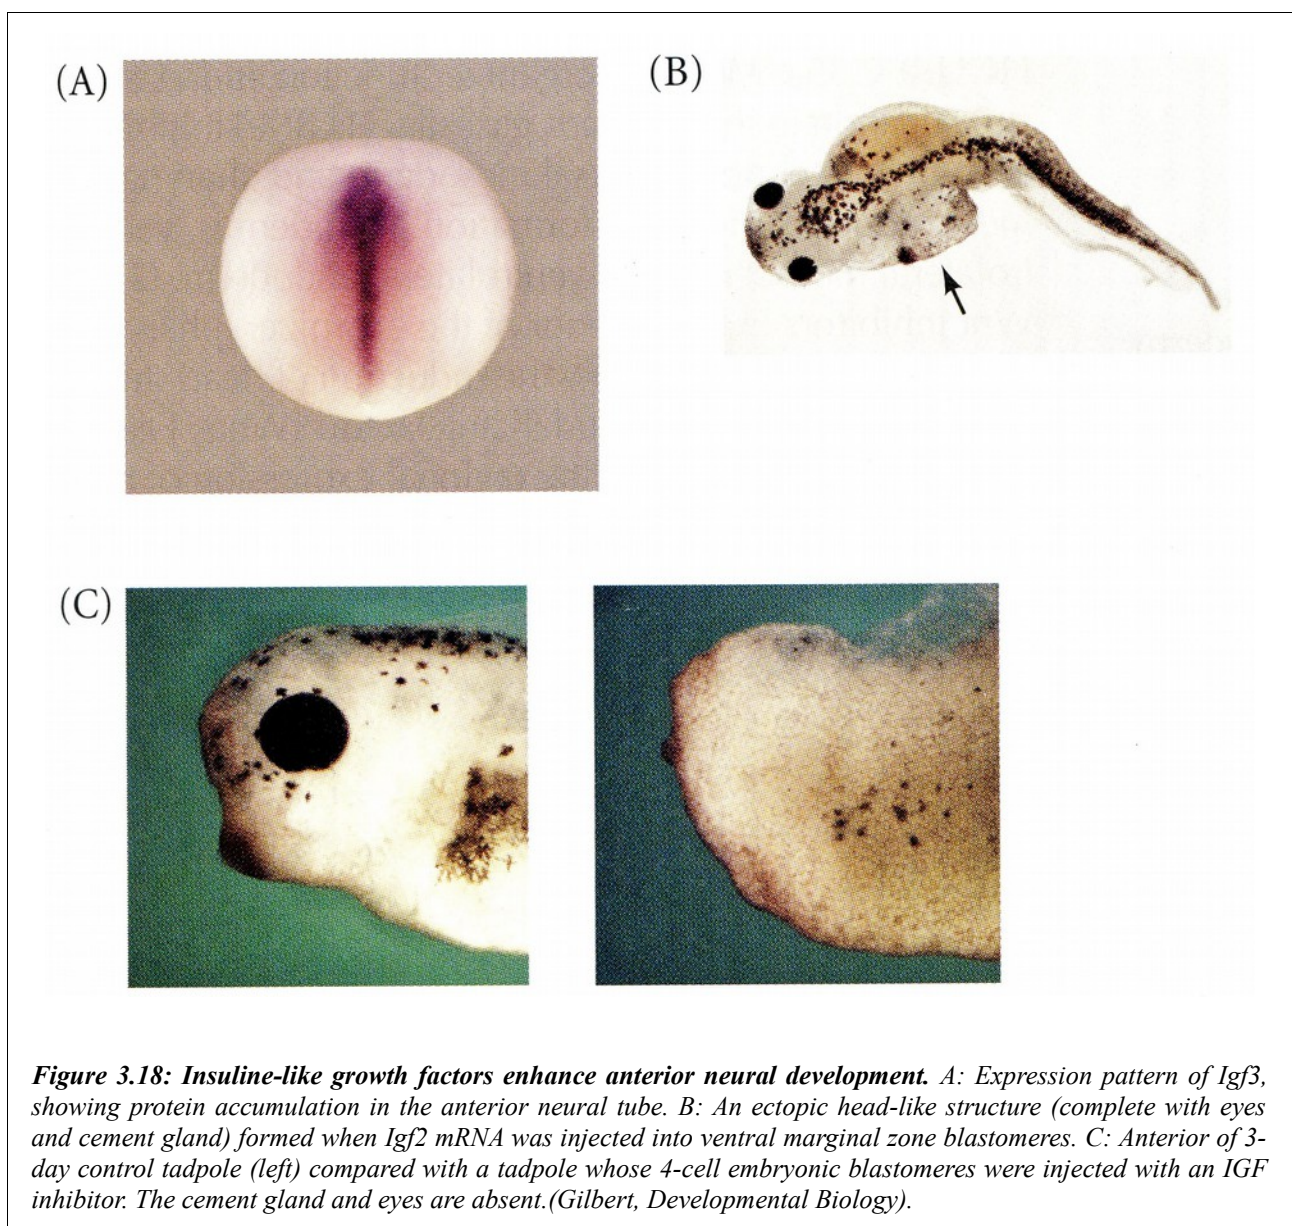 (A)
(B)
(C)
Figure 3.18: Insuline-like growth factors enhance anterior neural development. A: Expression pattern of Igf3,
showing protein accumulation in the anterior neural tube. B: An ectopic head-like structure (complete with eyes
and cement gland) formed when Igf2 mRNA was injected into ventral marginal zone blastomeres. C: Anterior of 3-
day control tadpole (left) compared with a tadpole whose 4-cell embryonic blastomeres were injected with an IGF
inhibitor. The cement gland and eyes are absent.(Gilbert, Developmental Biology).